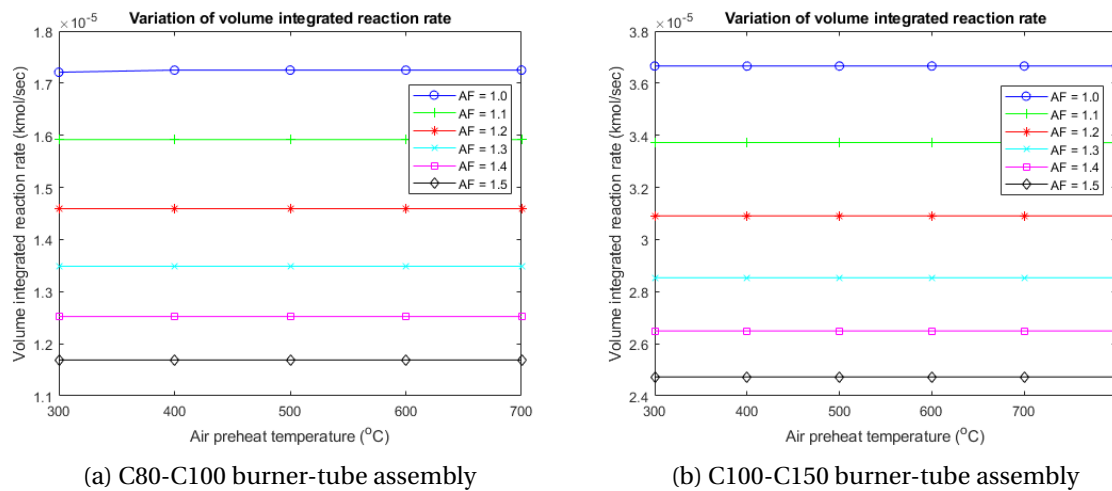 Variation of volume integrated reaction rate
×10⁻⁵
1.8
1.7
1.6
1.5
1.4
1.3
1.2
1.1
Volume integrated reaction rate (kmol/sec)
AF = 1.0
AF = 1.1
AF = 1.2
AF = 1.3
AF = 1.4
AF = 1.5
300 400 500 600 700
Air preheat temperature (°C)
(a) C80-C100 burner-tube assembly
Variation of volume integrated reaction rate
×10⁻⁵
3.8
3.6
3.4
3.2
3
2.8
2.6
2.4
Volume integrated reaction rate (kmol/sec)
AF = 1.0
AF = 1.1
AF = 1.2
AF = 1.3
AF = 1.4
AF = 1.5
300 400 500 600 700
Air preheat temperature (°C)
(b) C100-C150 burner-tube assembly